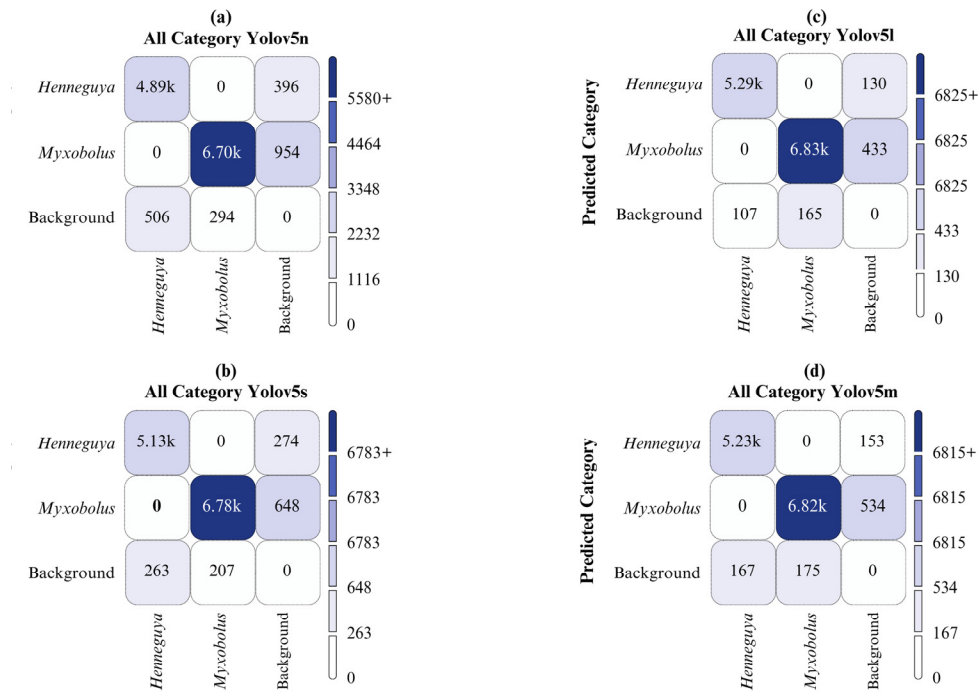 (a)
All Category Yolov5n
Henneguya 4.89k 0 396
Myxobolus 0 6.70k 954
Background 506 294 0
Henneguya Myxobolus Background
5580+
4464
3348
2232
1116
0
(c)
All Category Yolov5l
Predicted Category
Henneguya 5.29k 0 130
Myxobolus 0 6.83k 433
Background 107 165 0
Henneguya Myxobolus Background
6825+
6825
6825
433
130
0
(b)
All Category Yolov5s
Henneguya 5.13k 0 274
Myxobolus 0 6.78k 648
Background 263 207 0
Henneguya Myxobolus Background
6783+
6783
6783
648
263
0
(d)
All Category Yolov5m
Predicted Category
Henneguya 5.23k 0 153
Myxobolus 0 6.82k 534
Background 167 175 0
Henneguya Myxobolus Background
6815+
6815
6815
534
167
0